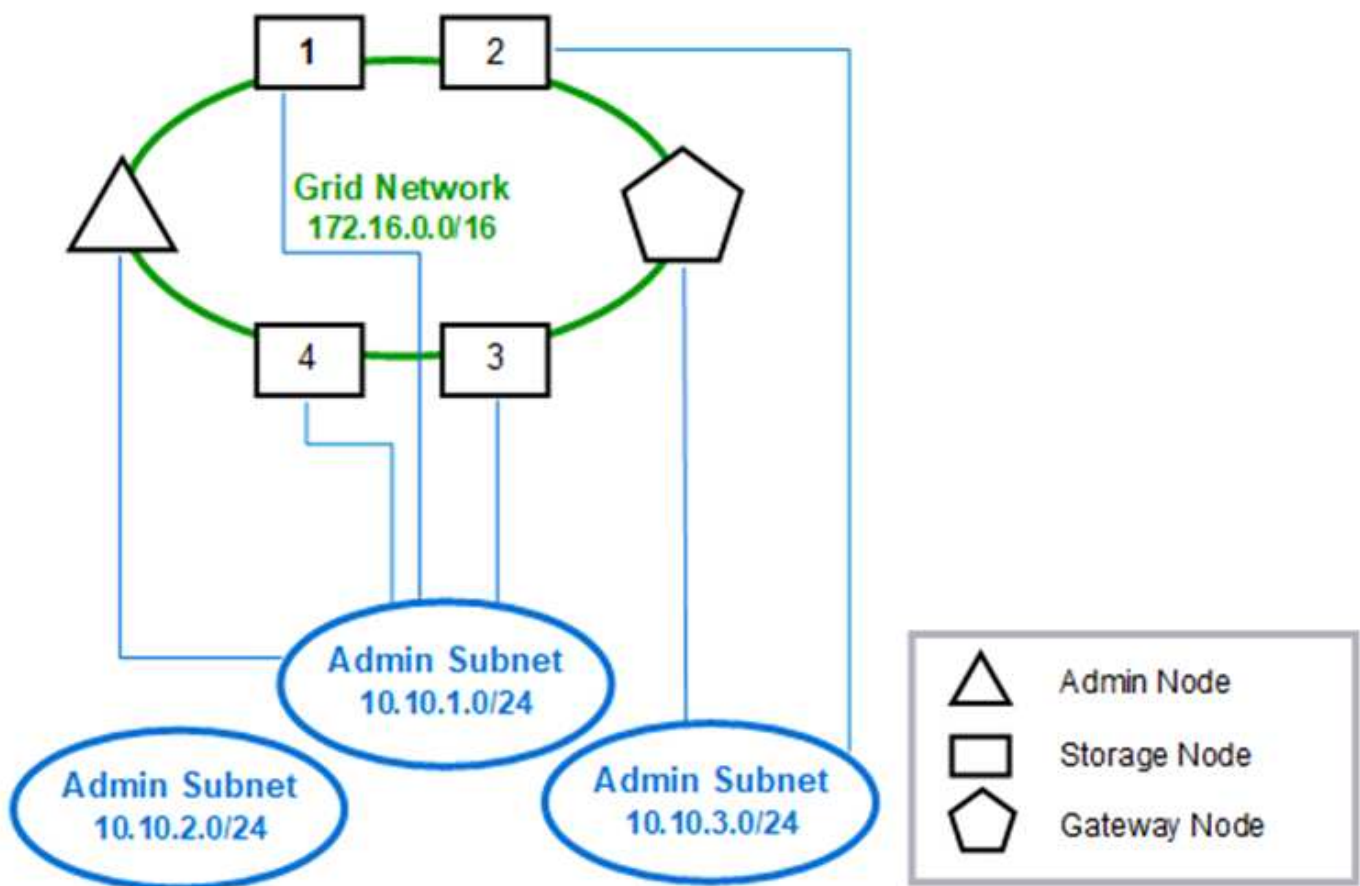 1
2
Grid Network
172.16.0.0/16
4
3
Admin Subnet
10.10.1.0/24
Admin Subnet
10.10.2.0/24
Admin Subnet
10.10.3.0/24
Admin Node
Storage Node
Gateway Node